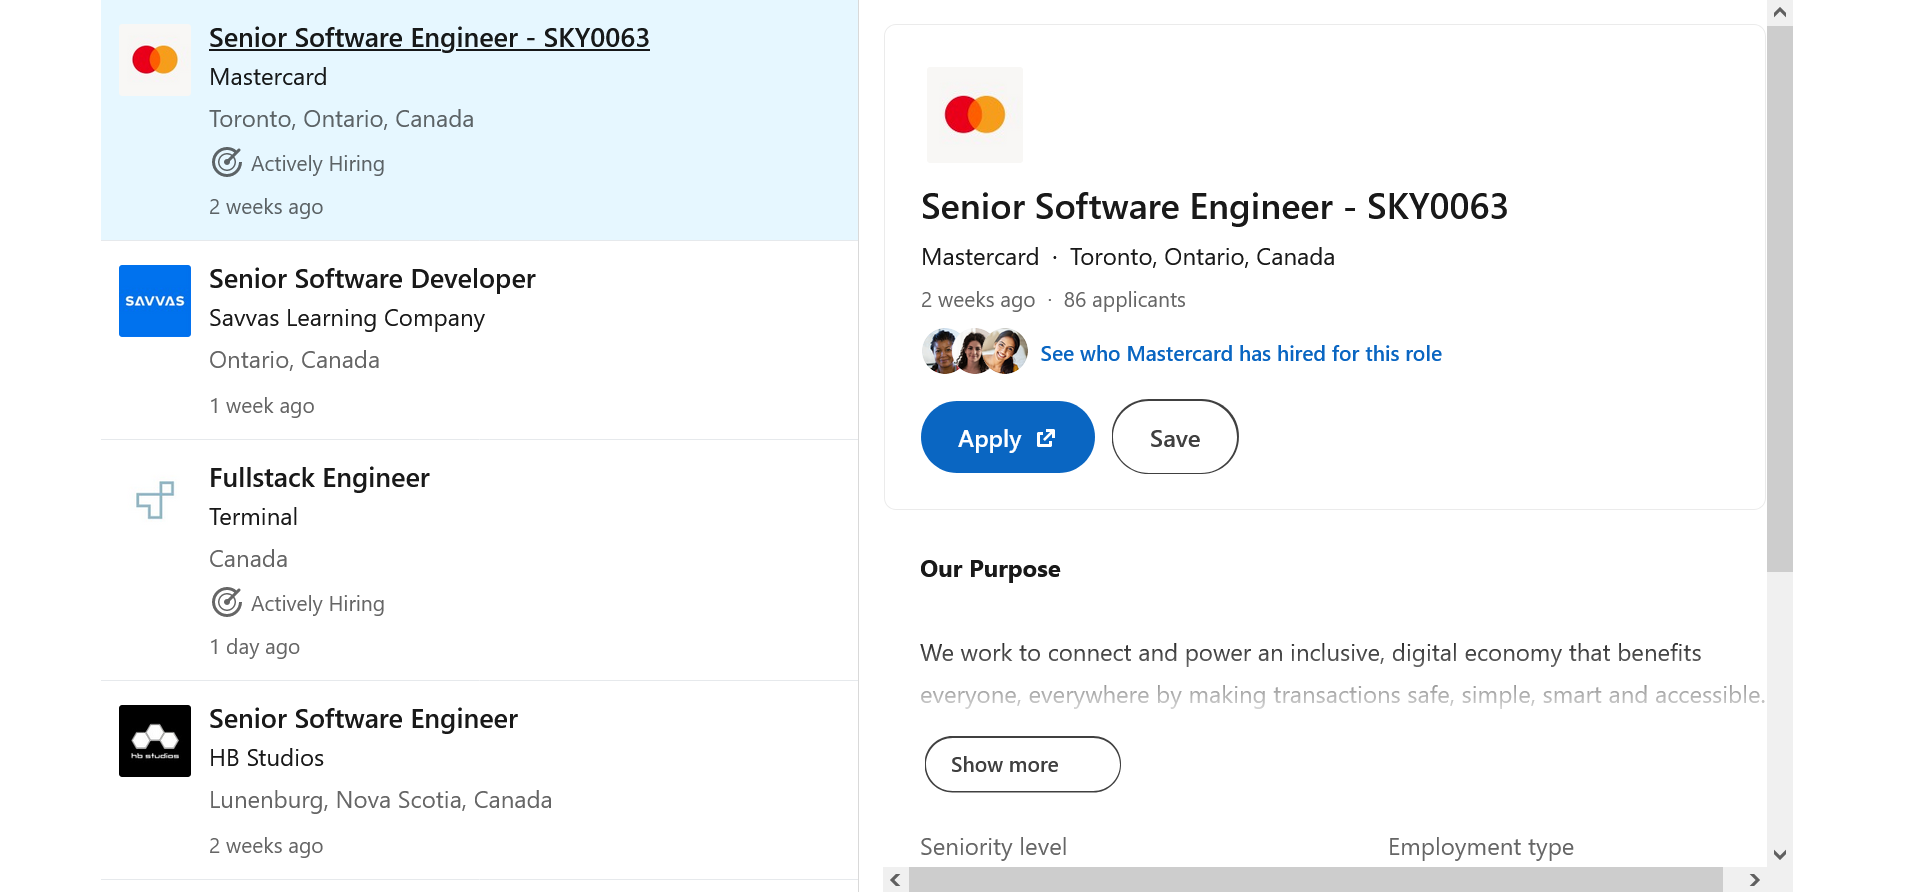 Senior Software Engineer - SKY0063
Mastercard
Toronto, Ontario, Canada
Actively Hiring
2 weeks ago
SAVVAS
Senior Software Developer
Savvas Learning Company
Ontario, Canada
1 week ago
Fullstack Engineer
Terminal
Canada
Actively Hiring
1 day ago
hb studios
Senior Software Engineer
HB Studios
Lunenburg, Nova Scotia, Canada
2 weeks ago
Senior Software Engineer - SKY0063
Mastercard · Toronto, Ontario, Canada
2 weeks ago · 86 applicants
See who Mastercard has hired for this role
Apply
Save
Our Purpose
We work to connect and power an inclusive, digital economy that benefits
everyone, everywhere by making transactions safe, simple, smart and accessible.
Show more
Seniority level
Employment type